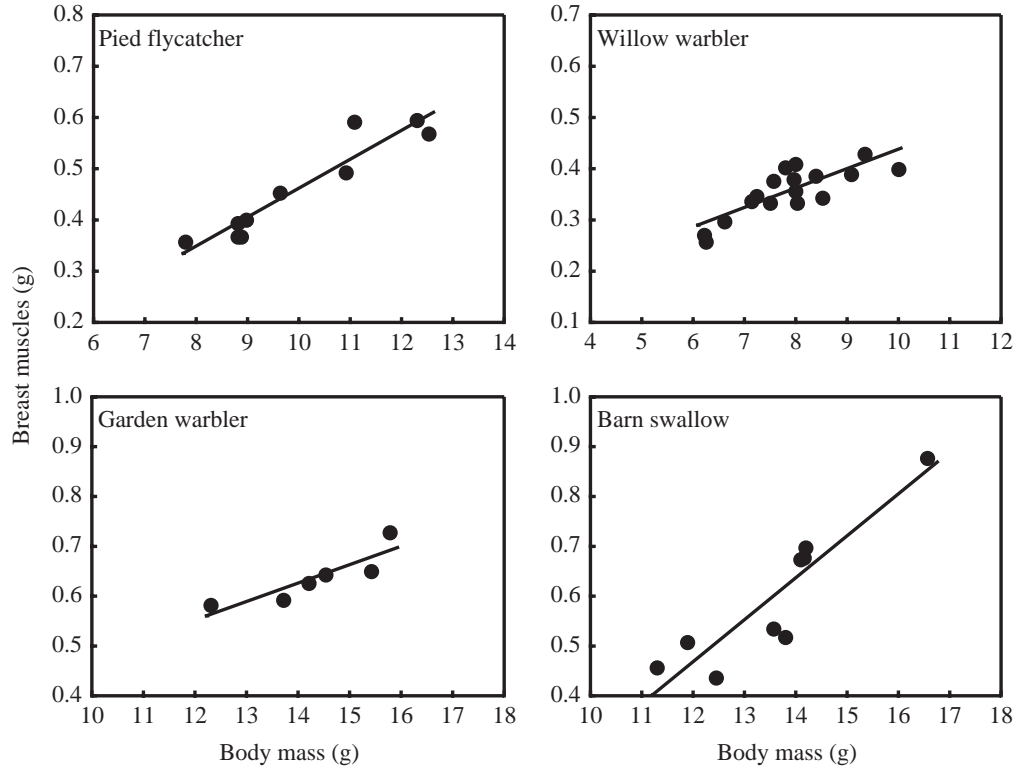 Pied flycatcher
0.8
0.7
0.6
0.5
0.4
0.3
0.2
6 7 8 9 10 11 12 13 14
Willow warbler
0.7
0.6
0.5
0.4
0.3
0.2
0.1
4 5 6 7 8 9 10 11 12
Breast muscles (g)
Garden warbler
1.0
0.9
0.8
0.7
0.6
0.5
0.4
10 11 12 13 14 15 16 17 18
Body mass (g)
Barn swallow
1.0
0.9
0.8
0.7
0.6
0.5
0.4
10 11 12 13 14 15 16 17 18
Body mass (g)